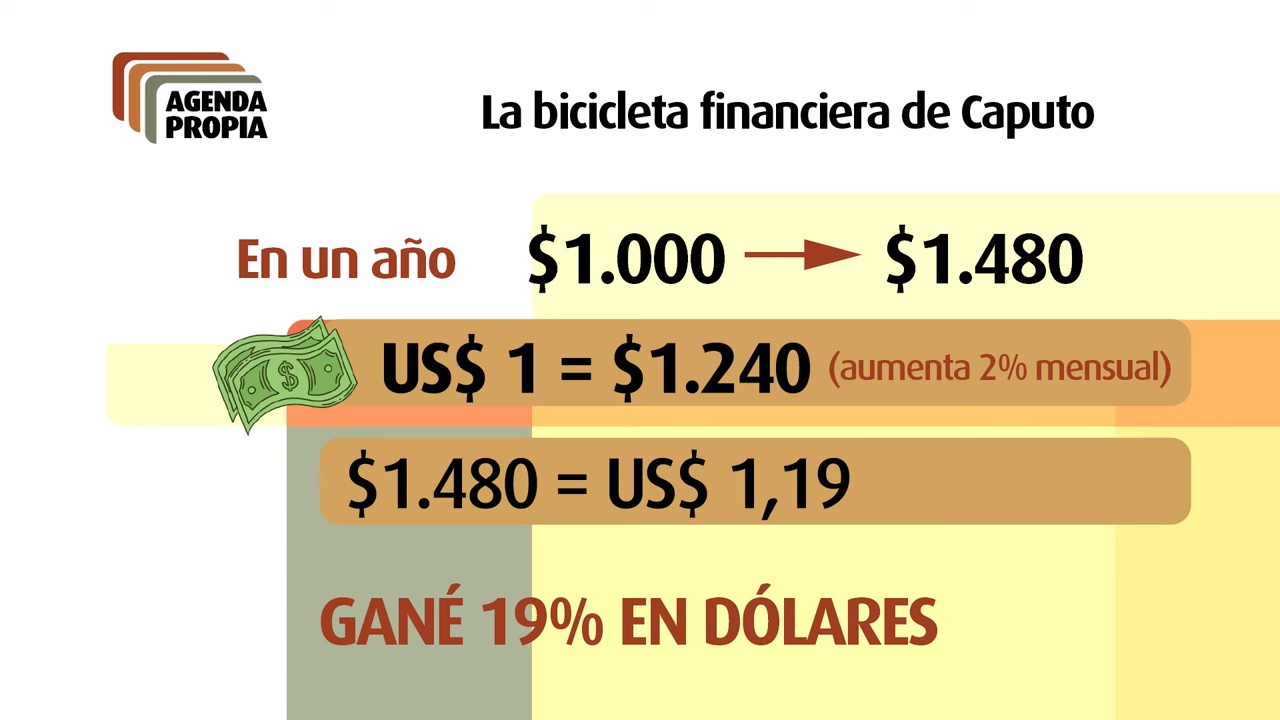 AGENDA
PROPIA
La bicicleta financiera de Caputo
En un año $1.000 $1.480
$
US$ 1 = $1.240 (aumenta 2% mensual)
$1.480 = US$ 1,19
GANÉ 19% EN DÓLARES